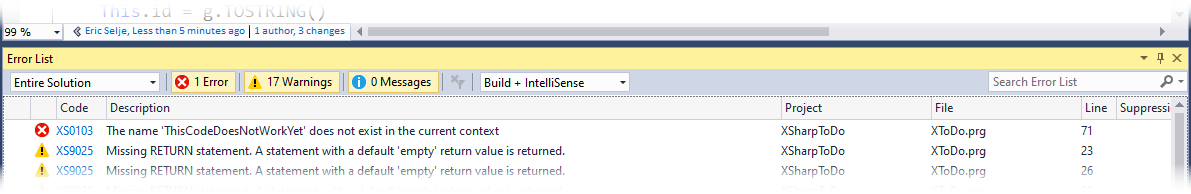 This.id = g.TOSTRING()
99 % Eric Selje, Less than 5 minutes ago | 1 author, 3 changes
Error List
Entire Solution 1 Error 17 Warnings 0 Messages Build + IntelliSense Search Error List
Code Description Project File Line Suppressi
XS0103 The name 'ThisCodeDoesNotWorkYet' does not exist in the current context XSharpToDo XToDo.prg 71
XS9025 Missing RETURN statement. A statement with a default 'empty' return value is returned. XSharpToDo XToDo.prg 23
XS9025 Missing RETURN statement. A statement with a default 'empty' return value is returned. XSharpToDo XToDo.prg 26